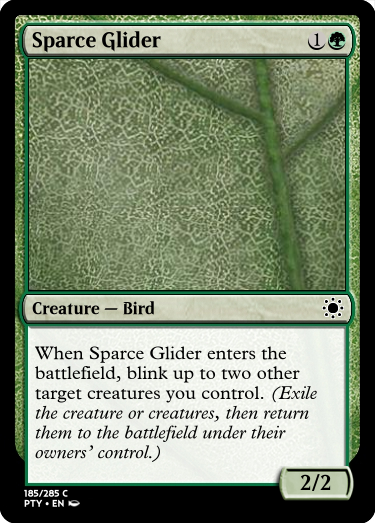 Sparce Glider 1
Creature — Bird
When Sparce Glider enters the
battlefield, blink up to two other
target creatures you control. (Exile
the creature or creatures, then return
them to the battlefield under their
owners' control.)
2/2
185/285 C
PTY • EN